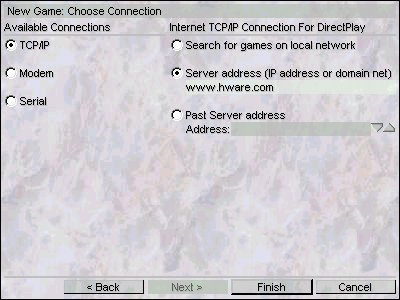 New Game: Choose Connection
Available Connections
TCP/IP
Modem
Serial
Internet TCP/IP Connection For DirectPlay
Search for games on local network
Server address (IP address or domain net)
www.hware.com
Past Server address
Address:
< Back
Next >
Finish
Cancel